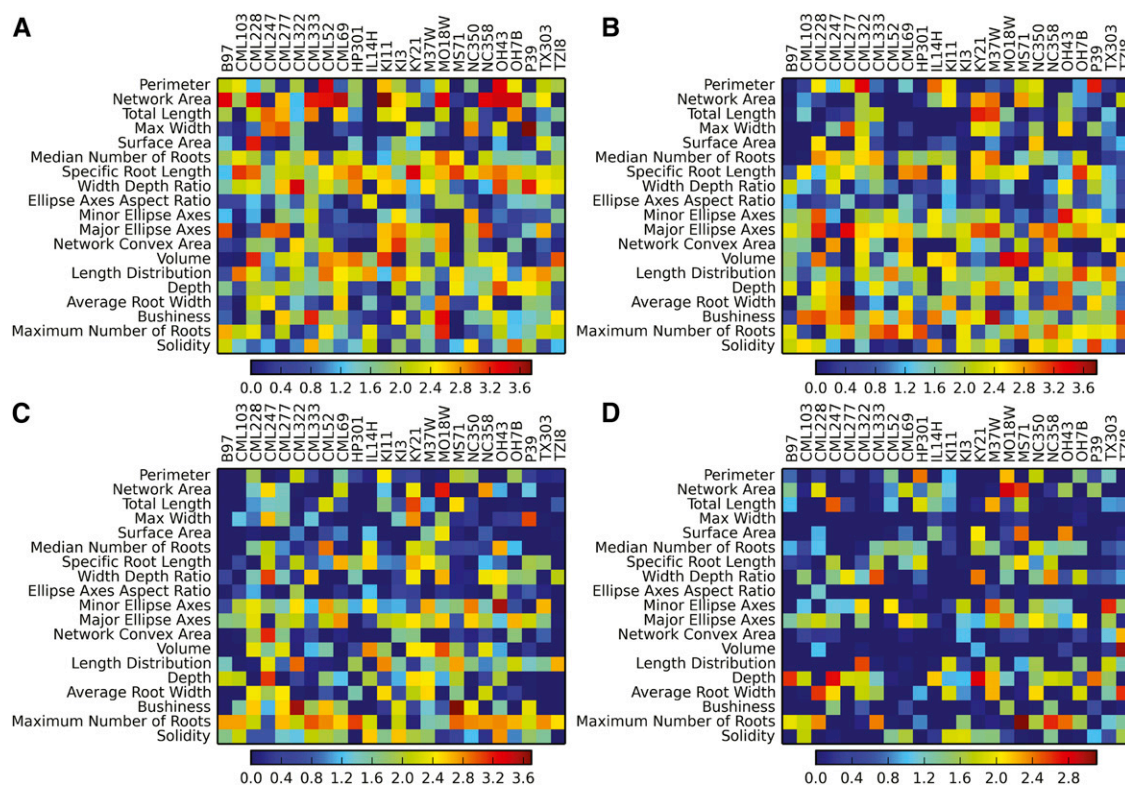 A
B97
CML103
CML228
CML247
CML277
CML322
CML333
CML52
CML69
HP301
IL14H
KI11
KI3
KY21
M37W
MO18W
MS71
NC350
NC358
OH43
OH7B
P39
TX303
TZI8
Perimeter
Network Area
Total Length
Max Width
Surface Area
Median Number of Roots
Specific Root Length
Width Depth Ratio
Ellipse Axes Aspect Ratio
Minor Ellipse Axes
Major Ellipse Axes
Network Convex Area
Volume
Length Distribution
Depth
Average Root Width
Bushiness
Maximum Number of Roots
Solidity
0.0 0.4 0.8 1.2 1.6 2.0 2.4 2.8 3.2 3.6
B
B97
CML103
CML228
CML247
CML277
CML322
CML333
CML52
CML69
HP301
IL14H
KI11
KI3
KY21
M37W
MO18W
MS71
NC350
NC358
OH43
OH7B
P39
TX303
TZI8
Perimeter
Network Area
Total Length
Max Width
Surface Area
Median Number of Roots
Specific Root Length
Width Depth Ratio
Ellipse Axes Aspect Ratio
Minor Ellipse Axes
Major Ellipse Axes
Network Convex Area
Volume
Length Distribution
Depth
Average Root Width
Bushiness
Maximum Number of Roots
Solidity
0.0 0.4 0.8 1.2 1.6 2.0 2.4 2.8 3.2 3.6
C
B97
CML103
CML228
CML247
CML277
CML322
CML333
CML52
CML69
HP301
IL14H
KI11
KI3
KY21
M37W
MO18W
MS71
NC350
NC358
OH43
OH7B
P39
TX303
TZI8
Perimeter
Network Area
Total Length
Max Width
Surface Area
Median Number of Roots
Specific Root Length
Width Depth Ratio
Ellipse Axes Aspect Ratio
Minor Ellipse Axes
Major Ellipse Axes
Network Convex Area
Volume
Length Distribution
Depth
Average Root Width
Bushiness
Maximum Number of Roots
Solidity
0.0 0.4 0.8 1.2 1.6 2.0 2.4 2.8 3.2 3.6
D
B97
CML103
CML228
CML247
CML277
CML322
CML333
CML52
CML69
HP301
IL14H
KI11
KI3
KY21
M37W
MO18W
MS71
NC350
NC358
OH43
OH7B
P39
TX303
TZI8
Perimeter
Network Area
Total Length
Max Width
Surface Area
Median Number of Roots
Specific Root Length
Width Depth Ratio
Ellipse Axes Aspect Ratio
Minor Ellipse Axes
Major Ellipse Axes
Network Convex Area
Volume
Length Distribution
Depth
Average Root Width
Bushiness
Maximum Number of Roots
Solidity
0.0 0.4 0.8 1.2 1.6 2.0 2.4 2.8